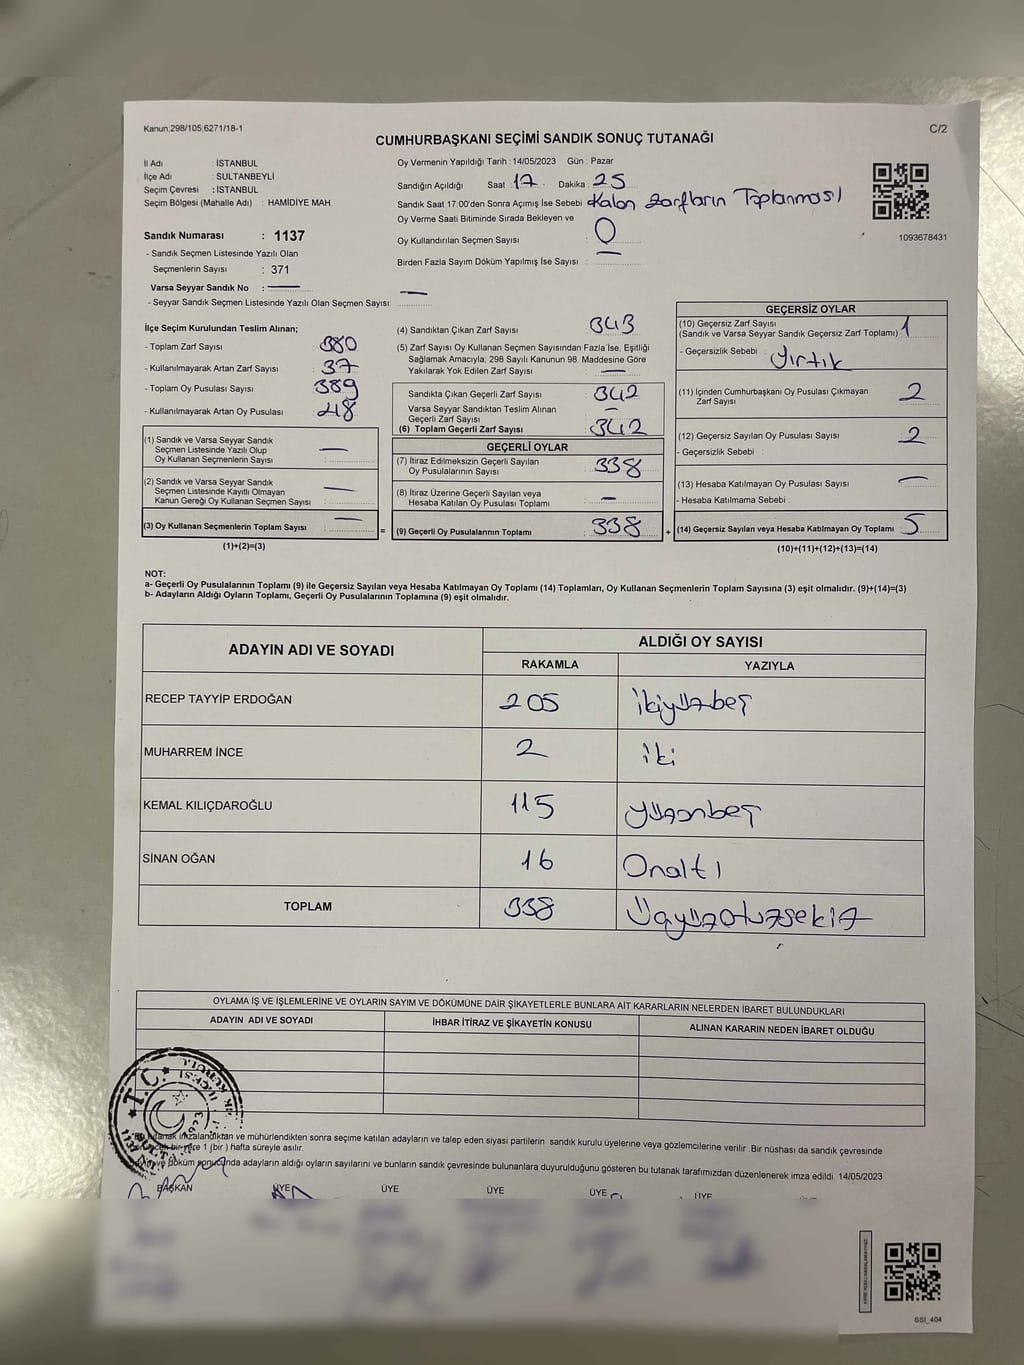 Kanun;298/105;6271/18-1
C/2
CUMHURBAŞKANI SEÇİMİ SANDIK SONUÇ TUTANAĞI
İl Adı : İSTANBUL
İlçe Adı : SULTANBEYLİ
Seçim Çevresi : İSTANBUL
Seçim Bölgesi (Mahalle Adı) : HAMİDİYE MAH.
Sandık Numarası : 1137
- Sandık Seçmen Listesinde Yazılı Olan
Seçmenlerin Sayısı : 371
Varsa Seyyar Sandık No : —
- Seyyar Sandık Seçmen Listesinde Yazılı Olan Seçmen Sayısı: —
Oy Vermenin Yapıldığı Tarih : 14/05/2023 Gün : Pazar
Sandığın Açıldığı Saat : 17 Dakika : 25
Sandık Saat 17:00'den Sonra Açımış İse Sebebi : Kalan zarfların Toplanması
Oy Verme Saati Bitiminde Sırada Bekleyen ve
Oy Kullandırılan Seçmen Sayısı : 0
Birden Fazla Sayım Döküm Yapılmış İse Sayısı : —
1093678431
İlçe Seçim Kurulundan Teslim Alınan;
- Toplam Zarf Sayısı : 380
- Kullanılmayarak Artan Zarf Sayısı : 37
- Toplam Oy Pusulası Sayısı : 389
- Kullanılmayarak Artan Oy Pusulası : 48
(1) Sandık ve Varsa Seyyar Sandık
Seçmen Listesinde Yazılı Olup
Oy Kullanan Seçmenlerin Sayısı : —
(2) Sandık ve Varsa Seyyar Sandık
Seçmen Listesinde Kayıtlı Olmayan
Kanun Gereği Oy Kullanan Seçmen Sayısı : —
(3) Oy Kullanan Seçmenlerin Toplam Sayısı : —
(1)+(2)=(3)
=
(4) Sandıktan Çıkan Zarf Sayısı : 343
(5) Zarf Sayısı Oy Kullanan Seçmen Sayısından Fazla İse, Eşitliği
Sağlamak Amacıyla; 298 Sayılı Kanunun 98. Maddesine Göre
Yakılarak Yok Edilen Zarf Sayısı : —
Sandıkta Çıkan Geçerli Zarf Sayısı : 342
Varsa Seyyar Sandıktan Teslim Alınan
Geçerli Zarf Sayısı : —
(6) Toplam Geçerli Zarf Sayısı : 342
GEÇERLİ OYLAR
(7) İtiraz Edilmeksizin Geçerli Sayılan
Oy Pusulalarının Sayısı : 338
(8) İtiraz Üzerine Geçerli Sayılan veya
Hesaba Katılan Oy Pusulası Toplamı : —
(9) Geçerli Oy Pusulalarının Toplamı : 338
+
GEÇERSİZ OYLAR
(10) Geçersiz Zarf Sayısı
(Sandık ve Varsa Seyyar Sandık Geçersiz Zarf Toplamı) : 1
- Geçersizlik Sebebi : Yırtık
(11) İçinden Cumhurbaşkanı Oy Pusulası Çıkmayan
Zarf Sayısı : 2
(12) Geçersiz Sayılan Oy Pusulası Sayısı : 2
- Geçersizlik Sebebi :
(13) Hesaba Katılmayan Oy Pusulası Sayısı : —
- Hesaba Katılmama Sebebi :
(14) Geçersiz Sayılan veya Hesaba Katılmayan Oy Toplamı : 5
(10)+(11)+(12)+(13)=(14)
NOT:
a- Geçerli Oy Pusulalarının Toplamı (9) ile Geçersiz Sayılan veya Hesaba Katılmayan Oy Toplamı (14) Toplamları, Oy Kullanan Seçmenlerin Toplam Sayısına (3) eşit olmalıdır. (9)+(14)=(3)
b- Adayların Aldığı Oyların Toplamı, Geçerli Oy Pusulalarının Toplamına (9) eşit olmalıdır.
ADAYIN ADI VE SOYADI ALDIĞI OY SAYISI
RAKAMLA YAZIYLA
RECEP TAYYİP ERDOĞAN 205 ikiyüzbeş
MUHARREM İNCE 2 iki
KEMAL KILIÇDAROĞLU 115 yüzonbeş
SİNAN OĞAN 16 Onaltı
TOPLAM 338 Üçyüzotuzsekiz
OYLAMA İŞ VE İŞLEMLERİNE VE OYLARIN SAYIM VE DÖKÜMÜNE DAİR ŞİKAYETLERLE BUNLARA AİT KARARLARIN NELERDEN İBARET BULUNDUKLARI
ADAYIN ADI VE SOYADI İHBAR İTİRAZ VE ŞİKAYETİN KONUSU ALINAN KARARIN NEDEN İBARET OLDUĞU
T.C.
imzalandıktan ve mühürlendikten sonra seçime katılan adayların ve talep eden siyasi partilerin sandık kurulu üyelerine veya gözlemcilerine verilir. Bir nüshası da sandık çevresinde
1 (bir) hafta süreyle asılır.
ve döküm sonucunda adayların aldığı oyların sayılarını ve bunların sandık çevresinde bulunanlara duyurulduğunu gösteren bu tutanak tarafımızdan düzenlenerek imza edildi. 14/05/2023
BAŞKAN ÜYE ÜYE ÜYE ÜYE ÜYE
SSI_404